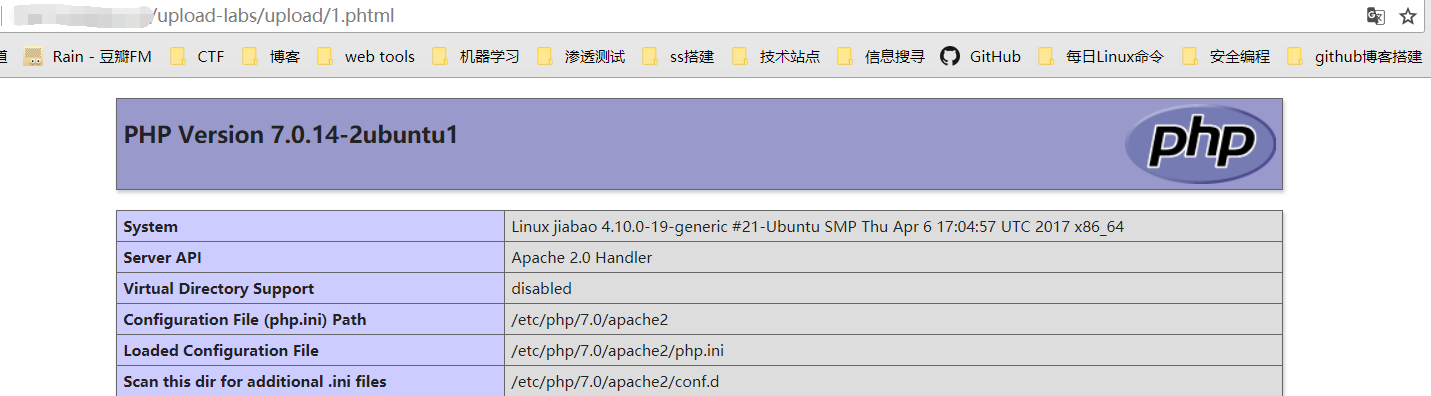 /upload-labs/upload/1.phtml
道 Rain - 豆瓣FM CTF 博客 web tools 机器学习 渗透测试 ss搭建 技术站点 信息搜寻 GitHub 每日Linux命令 安全编程 github博客搭建
PHP Version 7.0.14-2ubuntu1
php
System Linux jiabao 4.10.0-19-generic #21-Ubuntu SMP Thu Apr 6 17:04:57 UTC 2017 x86_64
Server API Apache 2.0 Handler
Virtual Directory Support disabled
Configuration File (php.ini) Path /etc/php/7.0/apache2
Loaded Configuration File /etc/php/7.0/apache2/php.ini
Scan this dir for additional .ini files /etc/php/7.0/apache2/conf.d